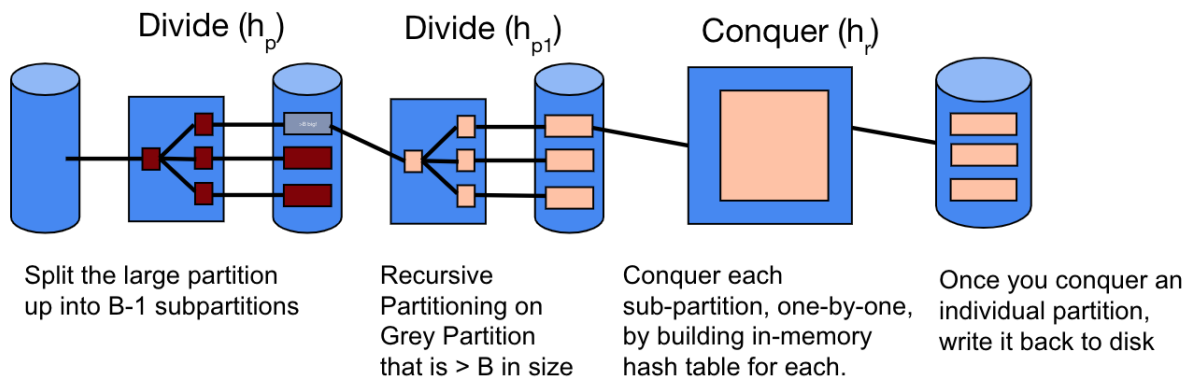 Divide (hp)
Divide (hp1)
Conquer (hr)
Split the large partition
up into B-1 subpartitions
Recursive
Partitioning on
Grey Partition
that is > B in size
Conquer each
sub-partition, one-by-one,
by building in-memory
hash table for each.
Once you conquer an
individual partition,
write it back to disk